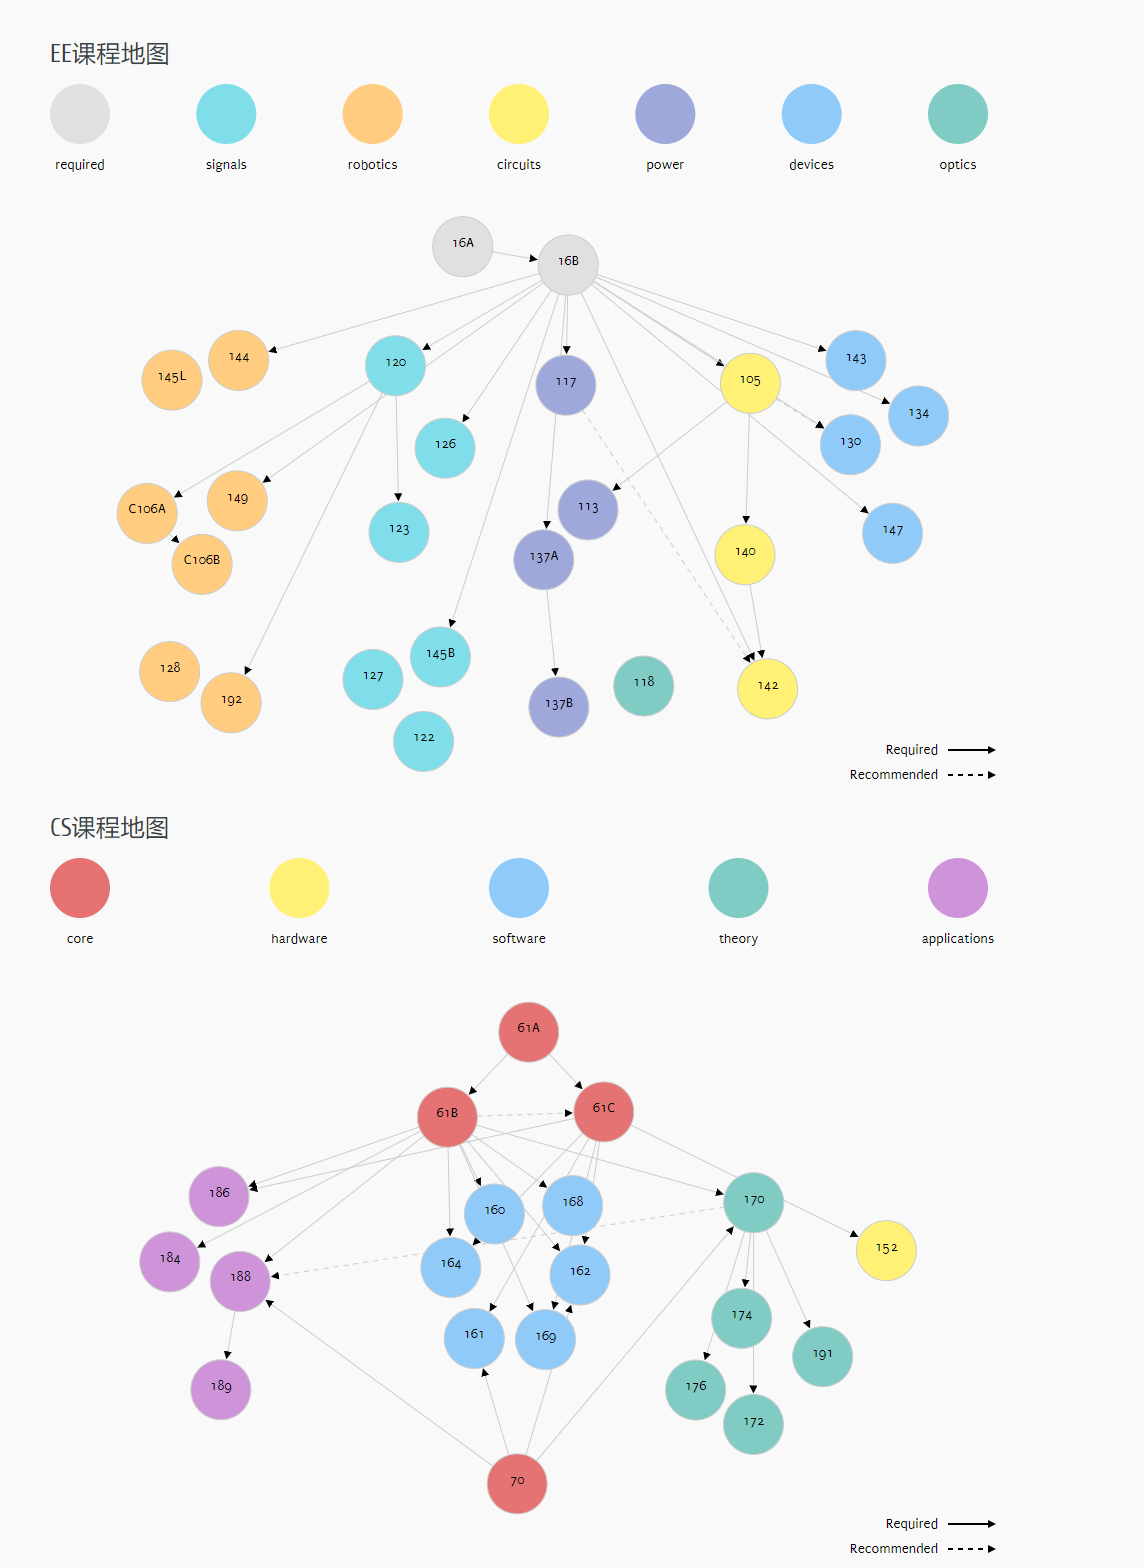 EE课程地图
required signals robotics circuits power devices optics
16A
16B
144
120
117
105
143
145L
134
126
130
149
C106A
113
123
147
140
137A
C106B
145B
128
127
118
142
192
137B
122
Required
Recommended
CS课程地图
core hardware software theory applications
61A
61B
61C
186
160
168
170
184
164
162
152
188
161
169
174
191
189
176
172
70
Required
Recommended